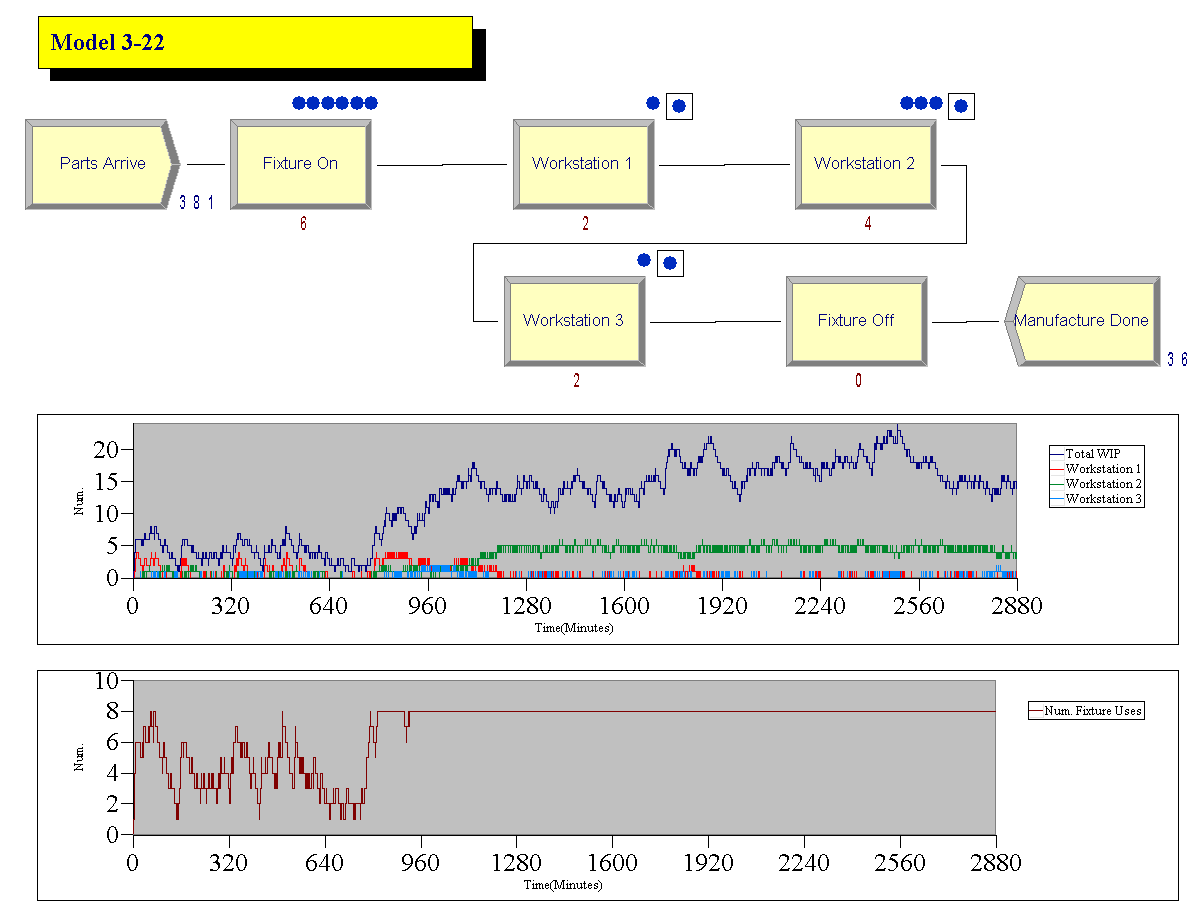 Model 3-22
Parts Arrive
Fixture On
Workstation 1
Workstation 2
3 8 1
6
2
4
Workstation 3
Fixture Off
Manufacture Done
3 6
2
0
20
15
10
5
0
Num.
0 320 640 960 1280 1600 1920 2240 2560 2880
Time(Minutes)
Total WIP
Workstation 1
Workstation 2
Workstation 3
10
8
6
4
2
0
Num.
0 320 640 960 1280 1600 1920 2240 2560 2880
Time(Minutes)
Num. Fixture Uses